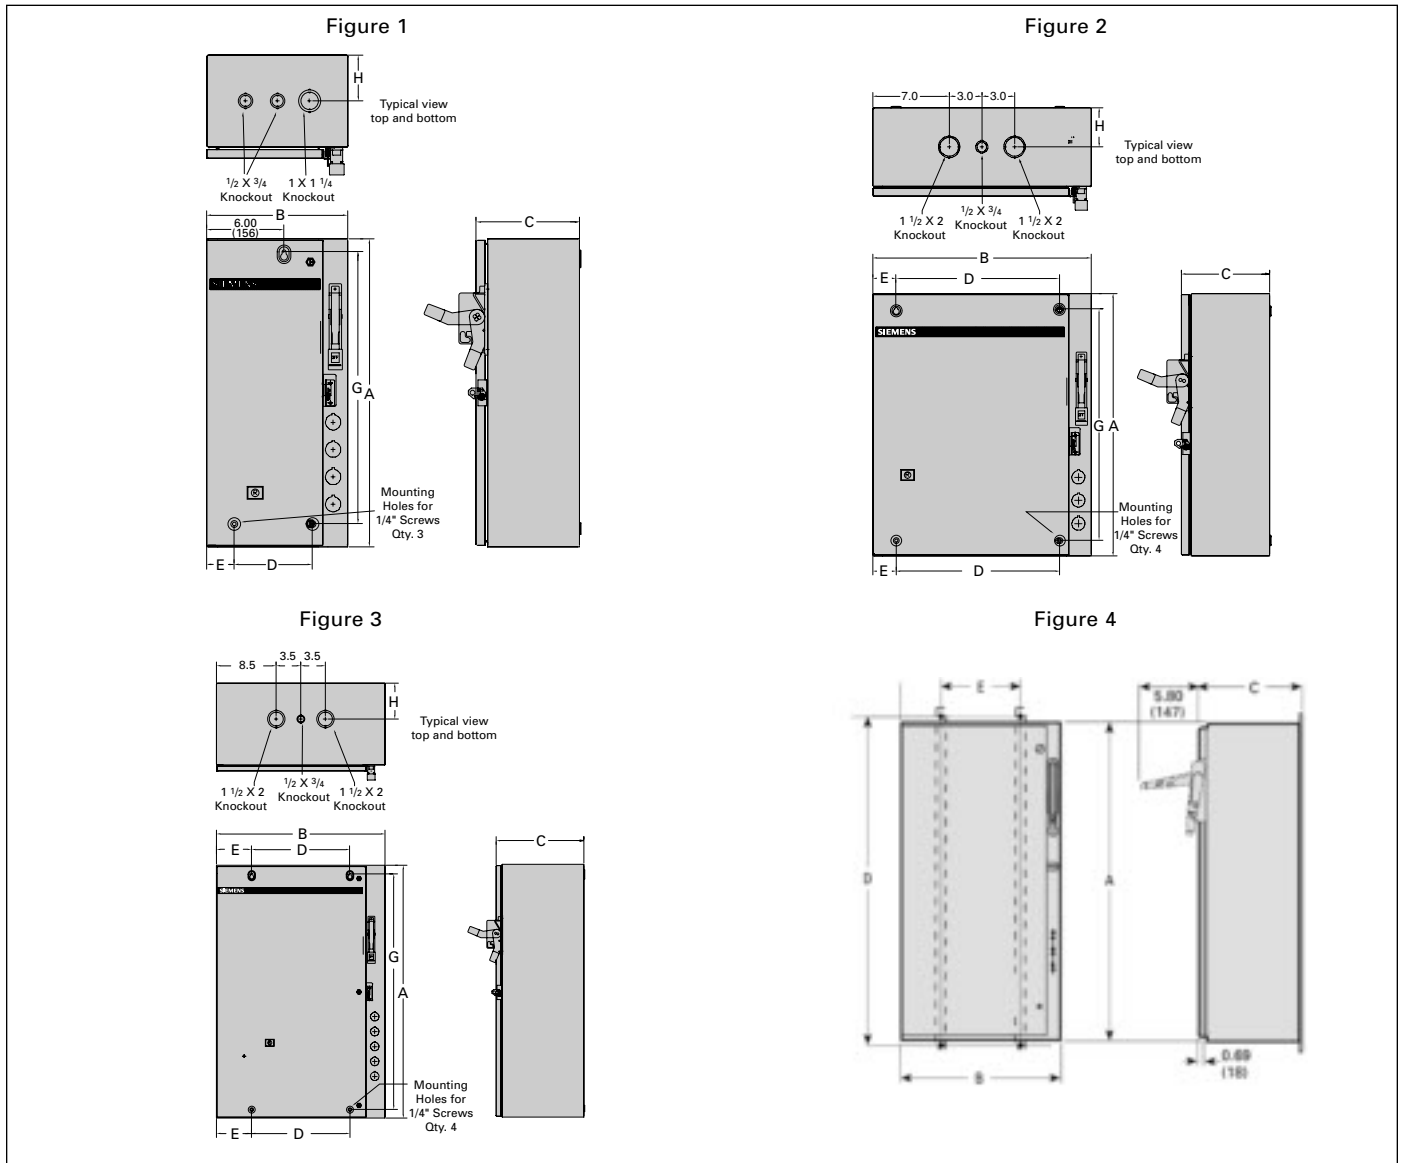 Figure 1
H
Typical view
top and bottom
1/2 X 3/4
Knockout
1 X 1 1/4
Knockout
B
6.00
(156)
C
SIEMENS
OFF
G
A
R
Mounting
Holes for
1/4" Screws
Qty. 3
E
D
Figure 2
7.0
3.0
3.0
H
Typical view
top and bottom
1 1/2 X 2
Knockout
1/2 X 3/4
Knockout
1 1/2 X 2
Knockout
B
E
D
C
SIEMENS
G
A
R
Mounting
Holes for
1/4" Screws
Qty. 4
E
D
Figure 3
8.5
3.5
3.5
H
Typical view
top and bottom
1 1/2 X 2
Knockout
1/2 X 3/4
Knockout
1 1/2 X 2
Knockout
B
E
D
C
SIEMENS
G
A
Mounting
Holes for
1/4" Screws
Qty. 4
E
D
Figure 4
E
5.80
(147)
C
D
A
B
0.69
(18)